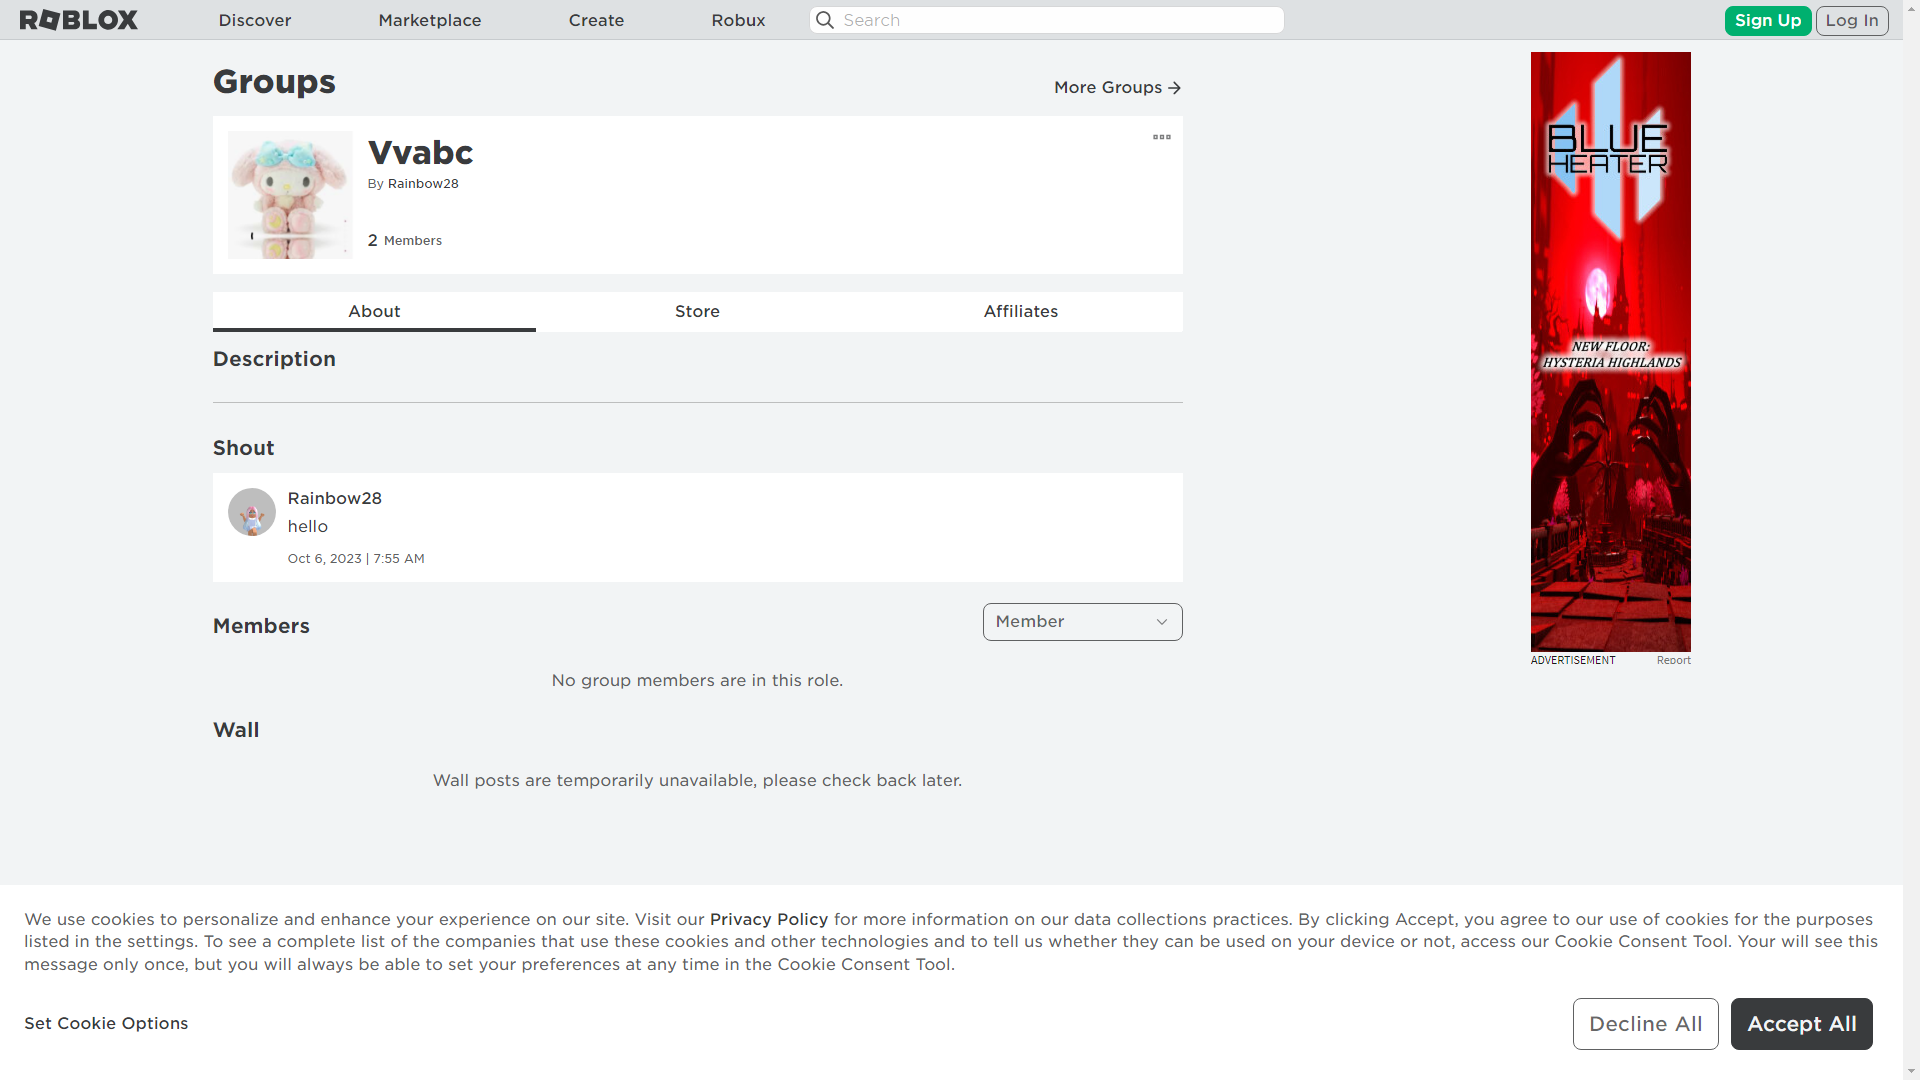 ROBLOX Discover Marketplace Create Robux Search Sign Up Log In
Groups
More Groups
Vvabc
By Rainbow28
2 Members
About Store Affiliates
Description
Shout
Rainbow28
hello
Oct 6, 2023 | 7:55 AM
Members
Member
No group members are in this role.
Wall
Wall posts are temporarily unavailable, please check back later.
BLUE
HEATER
NEW FLOOR:
HYSTERIA HIGHLANDS
ADVERTISEMENT Report
We use cookies to personalize and enhance your experience on our site. Visit our Privacy Policy for more information on our data collections practices. By clicking Accept, you agree to our use of cookies for the purposes
listed in the settings. To see a complete list of the companies that use these cookies and other technologies and to tell us whether they can be used on your device or not, access our Cookie Consent Tool. Your will see this
message only once, but you will always be able to set your preferences at any time in the Cookie Consent Tool.
Set Cookie Options
Decline All
Accept All